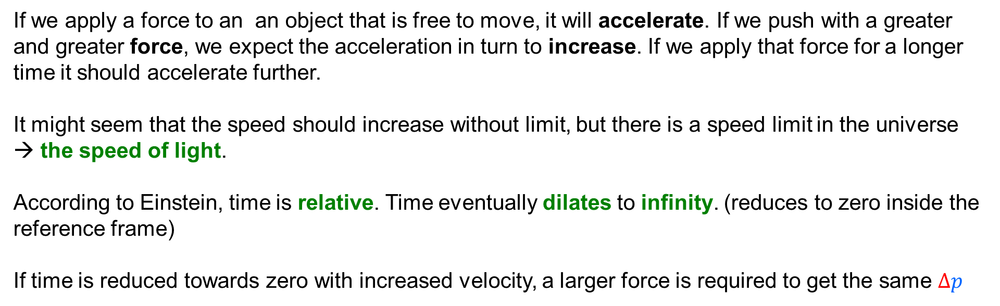 If we apply a force to an  an object that is free to move, it will accelerate. If we push with a greater
and greater force, we expect the acceleration in turn to increase. If we apply that force for a longer
time it should accelerate further.
It might seem that the speed should increase without limit, but there is a speed limit in the universe
→ the speed of light.
According to Einstein, time is relative. Time eventually dilates to infinity. (reduces to zero inside the
reference frame)
If time is reduced towards zero with increased velocity, a larger force is required to get the same Δp